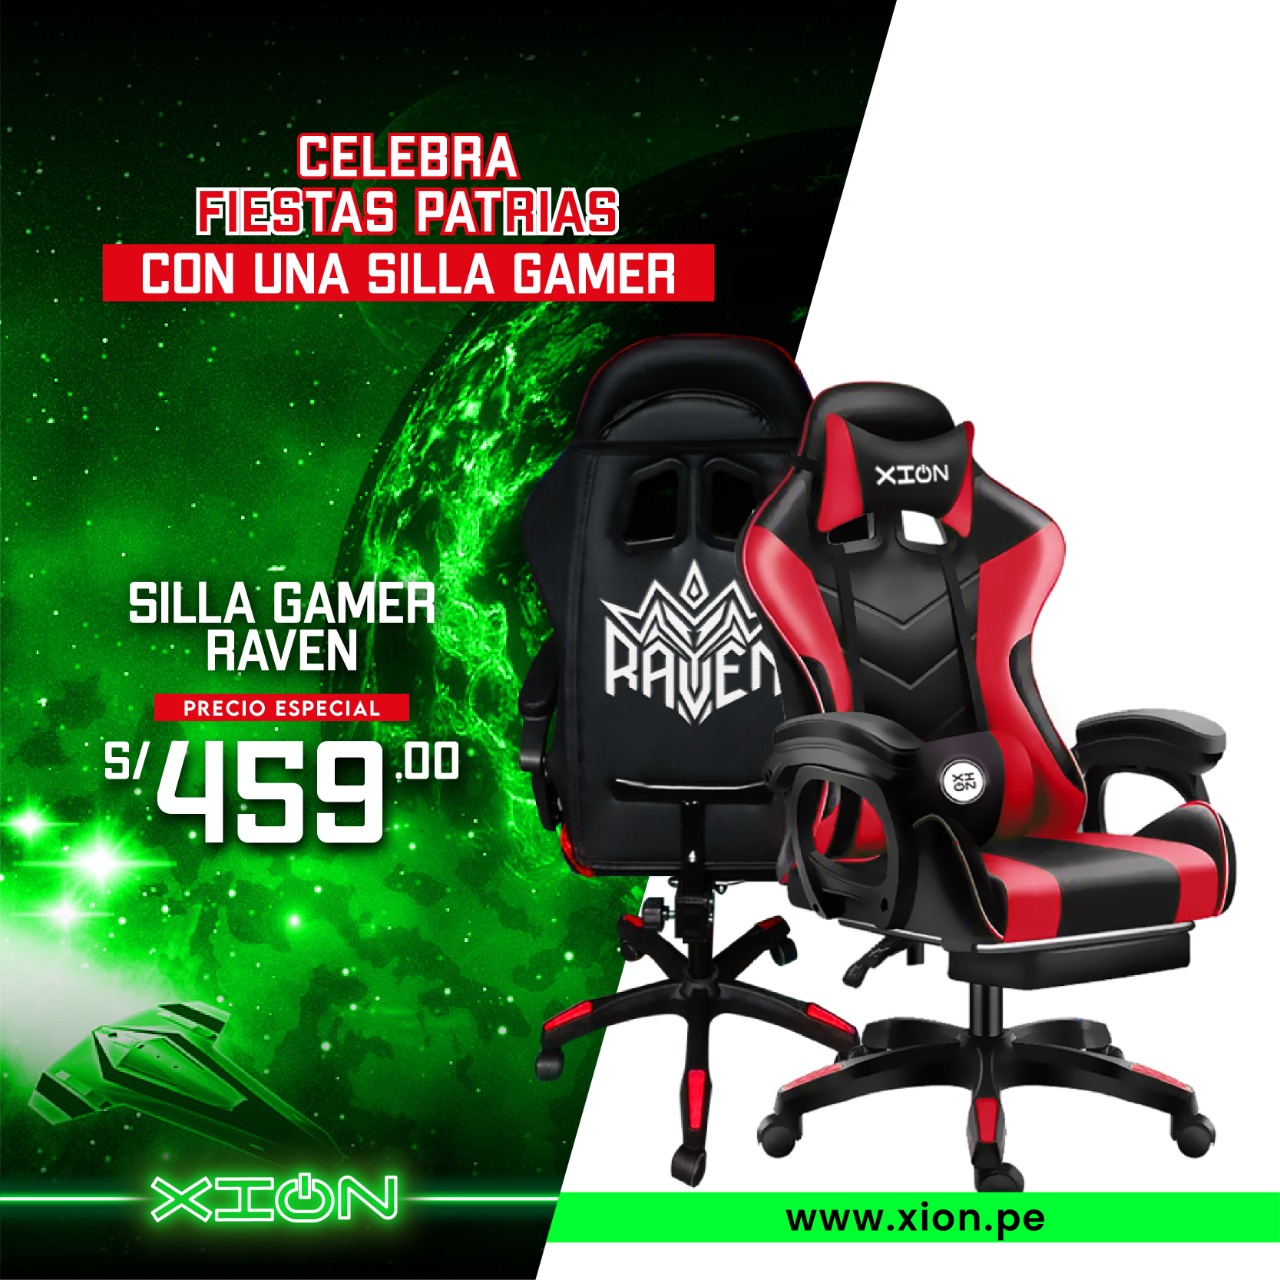 CELEBRA
FIESTAS PATRIAS
CON UNA SILLA GAMER
XION
RAVEN
SILLA GAMER
RAVEN
PRECIO ESPECIAL
S/459.00
XION
XION
www.xion.pe